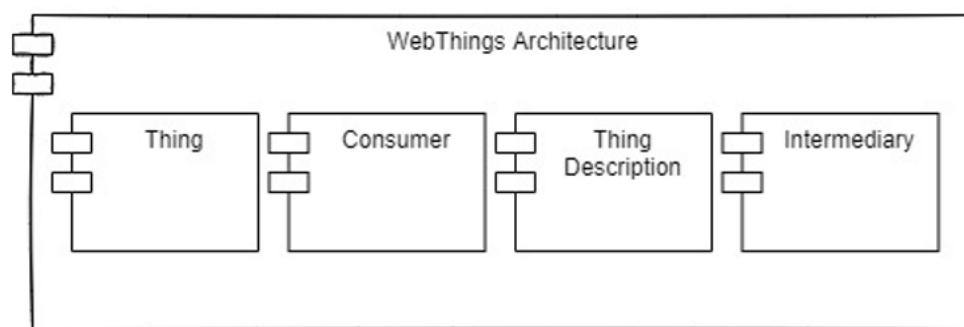 WebThings Architecture
Thing
Consumer
Thing
Description
Intermediary